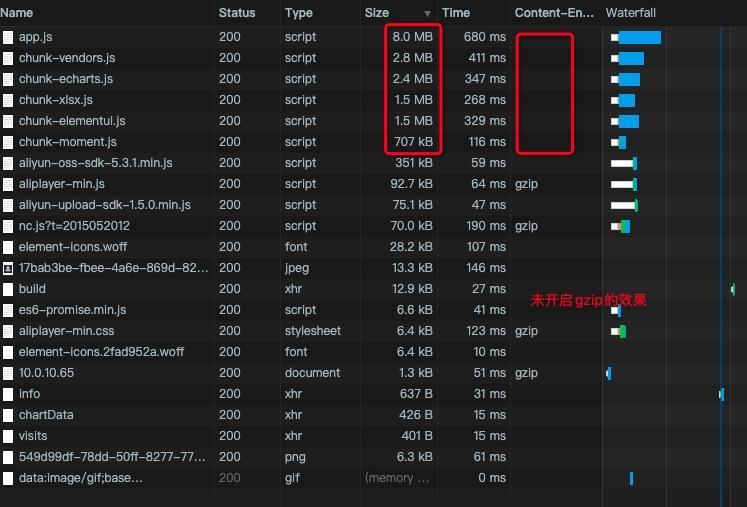 Name Status Type Size Time Content-En... Waterfall
app.js 200 script 8.0 MB 680 ms
chunk-vendors.js 200 script 2.8 MB 411 ms
chunk-echarts.js 200 script 2.4 MB 347 ms
chunk-xlsx.js 200 script 1.5 MB 268 ms
chunk-elementui.js 200 script 1.5 MB 329 ms
chunk-moment.js 200 script 707 kB 116 ms
aliyun-oss-sdk-5.3.1.min.js 200 script 351 kB 59 ms
aliplayer-min.js 200 script 92.7 kB 64 ms gzip
aliyun-upload-sdk-1.5.0.min.js 200 script 75.1 kB 47 ms
nc.js?t=2015052012 200 script 70.0 kB 190 ms gzip
element-icons.woff 200 font 28.2 kB 107 ms
17bab3be-fbee-4a6e-869d-82... 200 jpeg 13.3 kB 146 ms
build 200 xhr 12.9 kB 27 ms
未开启gzip的效果
es6-promise.min.js 200 script 6.6 kB 41 ms
aliplayer-min.css 200 stylesheet 6.4 kB 123 ms gzip
element-icons.2fad952a.woff 200 font 6.4 kB 10 ms
10.0.10.65 200 document 1.3 kB 51 ms gzip
info 200 xhr 637 B 31 ms
chartData 200 xhr 426 B 15 ms
visits 200 xhr 401 B 15 ms
549d99df-78dd-50ff-8277-77... 200 png 6.3 kB 61 ms
data:image/gif;base... 200 gif (memory ... 0 ms